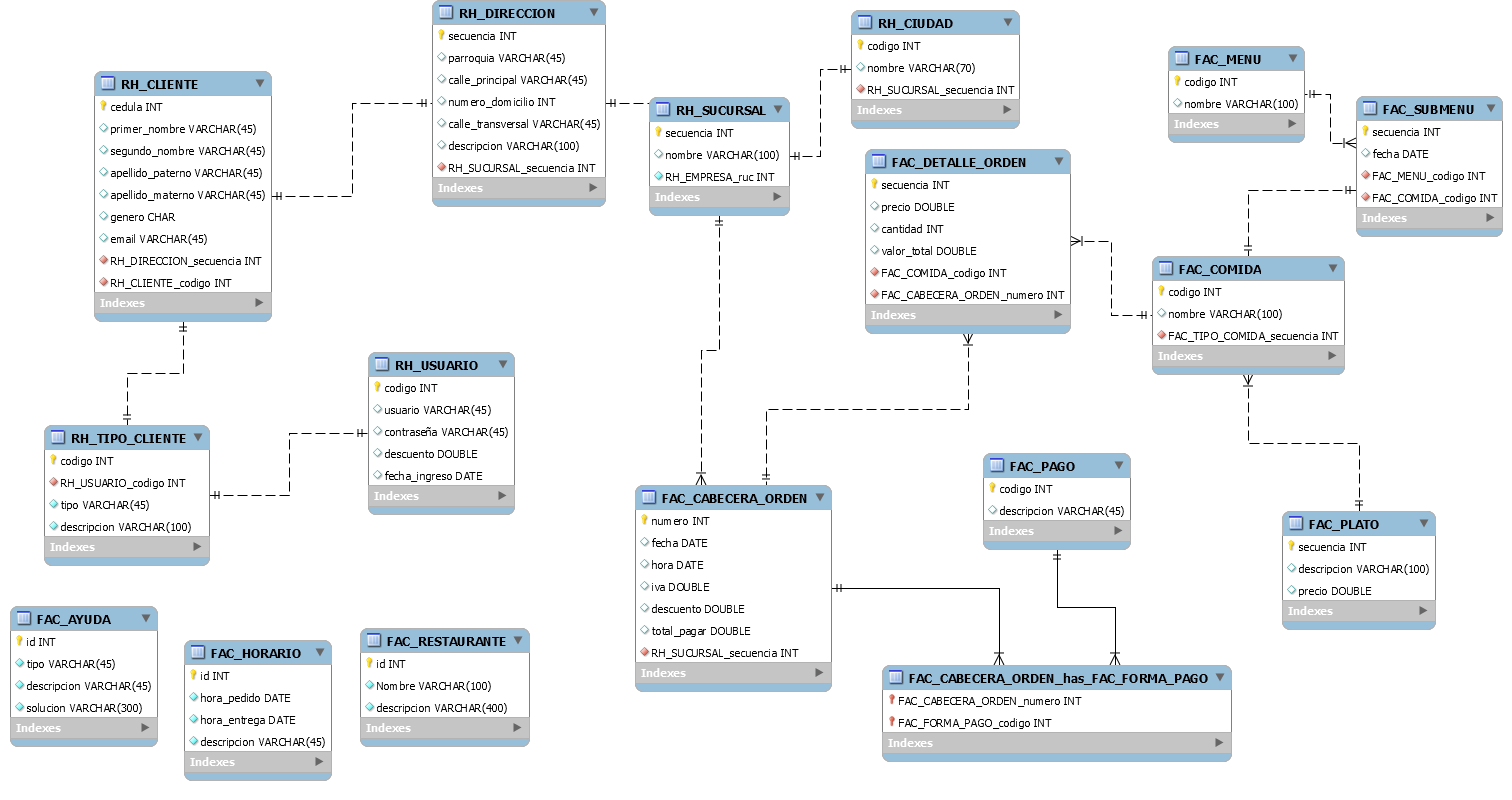 RH_DIRECCION
secuencia INT
parroquia VARCHAR(45)
calle_principal VARCHAR(45)
numero_domicilio INT
calle_transversal VARCHAR(45)
descripcion VARCHAR(100)
RH_SUCURSAL_secuencia INT
Indexes
RH_CIUDAD
codigo INT
nombre VARCHAR(70)
RH_SUCURSAL_secuencia INT
Indexes
FAC_MENU
codigo INT
nombre VARCHAR(100)
Indexes
RH_CLIENTE
cedula INT
primer_nombre VARCHAR(45)
segundo_nombre VARCHAR(45)
apellido_paterno VARCHAR(45)
apellido_materno VARCHAR(45)
genero CHAR
email VARCHAR(45)
RH_DIRECCION_secuencia INT
RH_CLIENTE_codigo INT
Indexes
RH_SUCURSAL
secuencia INT
nombre VARCHAR(100)
RH_EMPRESA_ruc INT
Indexes
FAC_SUBMENU
secuencia INT
fecha DATE
FAC_MENU_codigo INT
FAC_COMIDA_codigo INT
Indexes
FAC_DETALLE_ORDEN
secuencia INT
precio DOUBLE
cantidad INT
valor_total DOUBLE
FAC_COMIDA_codigo INT
FAC_CABECERA_ORDEN_numero INT
Indexes
FAC_COMIDA
codigo INT
nombre VARCHAR(100)
FAC_TIPO_COMIDA_secuencia INT
Indexes
RH_USUARIO
codigo INT
usuario VARCHAR(45)
contraseña VARCHAR(45)
descuento DOUBLE
fecha_ingreso DATE
Indexes
RH_TIPO_CLIENTE
codigo INT
RH_USUARIO_codigo INT
tipo VARCHAR(45)
descripcion VARCHAR(100)
Indexes
FAC_PAGO
codigo INT
descripcion VARCHAR(45)
Indexes
FAC_CABECERA_ORDEN
numero INT
fecha DATE
hora DATE
iva DOUBLE
descuento DOUBLE
total_pagar DOUBLE
RH_SUCURSAL_secuencia INT
Indexes
FAC_PLATO
secuencia INT
descripcion VARCHAR(100)
precio DOUBLE
Indexes
FAC_AYUDA
id INT
tipo VARCHAR(45)
descripcion VARCHAR(45)
solucion VARCHAR(300)
Indexes
FAC_HORARIO
id INT
hora_pedido DATE
hora_entrega DATE
descripcion VARCHAR(45)
Indexes
FAC_RESTAURANTE
id INT
Nombre VARCHAR(100)
descripcion VARCHAR(400)
Indexes
FAC_CABECERA_ORDEN_has_FAC_FORMA_PAGO
FAC_CABECERA_ORDEN_numero INT
FAC_FORMA_PAGO_codigo INT
Indexes